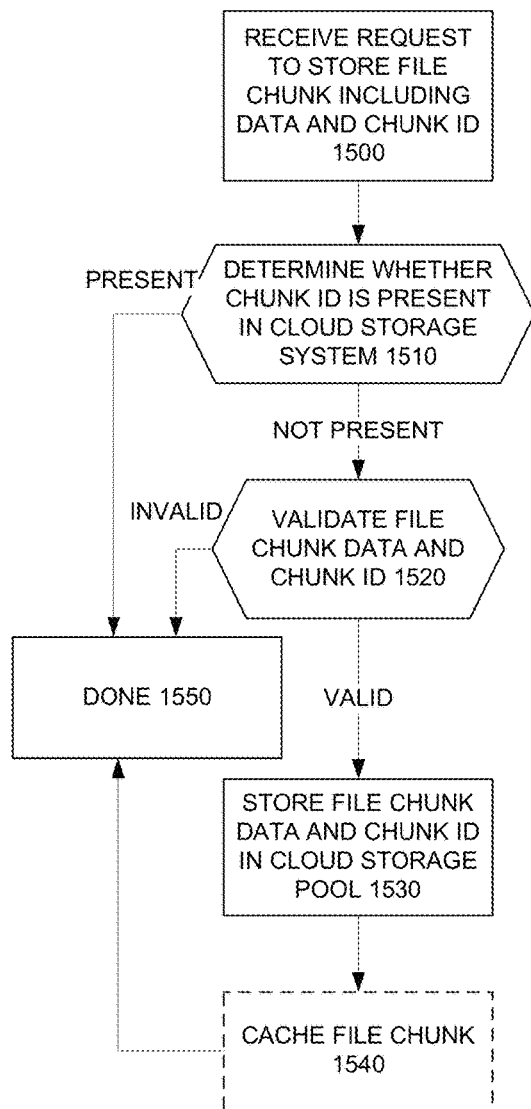 RECEIVE REQUEST
TO STORE FILE
CHUNK INCLUDING
DATA AND CHUNK ID
1500
PRESENT
DETERMINE WHETHER
CHUNK ID IS PRESENT
IN CLOUD STORAGE
SYSTEM 1510
NOT PRESENT
INVALID
VALIDATE FILE
CHUNK DATA AND
CHUNK ID 1520
DONE 1550
VALID
STORE FILE CHUNK
DATA AND CHUNK ID
IN CLOUD STORAGE
POOL 1530
CACHE FILE CHUNK
1540